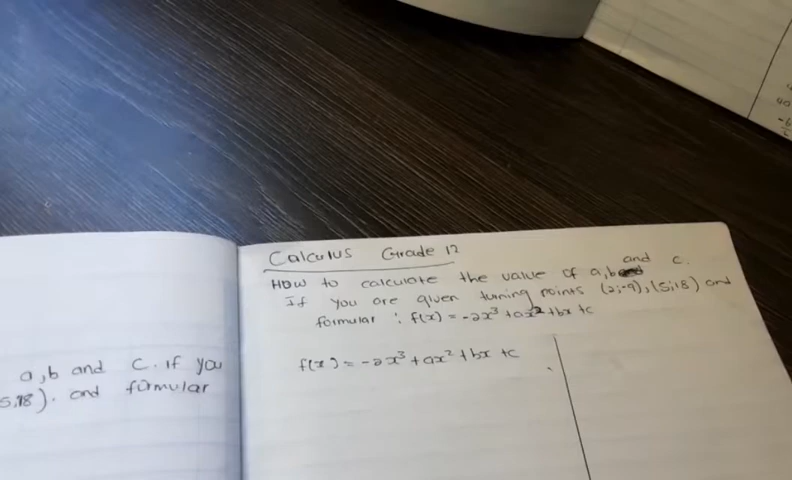 Calculus Grade 12
How to calculate the value of a,b and c.
If you are given turning points (2;-9),(5;18) and
formular : f(x) = -2x³ +ax² +bx +c
f(x) = -2x³ +ax² +bx +c
a,b and c. if you
5,18). and formular
40